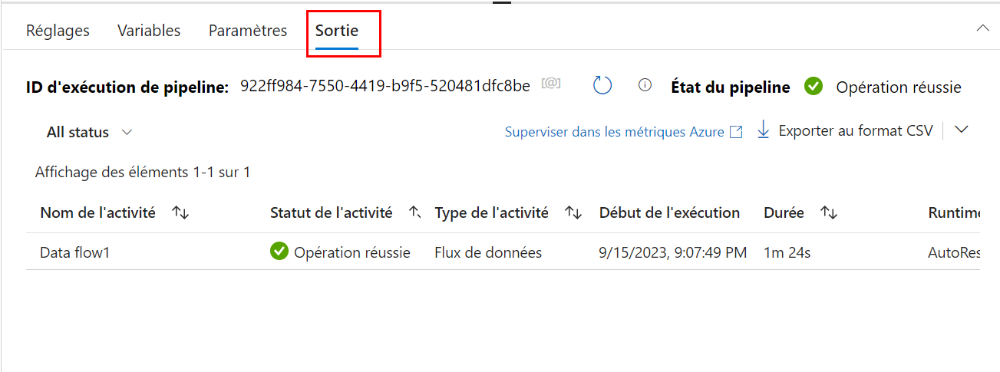 Réglages Variables Paramètres Sortie
ID d'exécution de pipeline: 922ff984-7550-4419-b9f5-520481dfc8be [@] État du pipeline Opération réussie
All status Superviser dans les métriques Azure Exporter au format CSV
Affichage des éléments 1-1 sur 1
Nom de l'activité Statut de l'activité Type de l'activité Début de l'exécution Durée Runtime
Data flow1 Opération réussie Flux de données 9/15/2023, 9:07:49 PM 1m 24s AutoRes